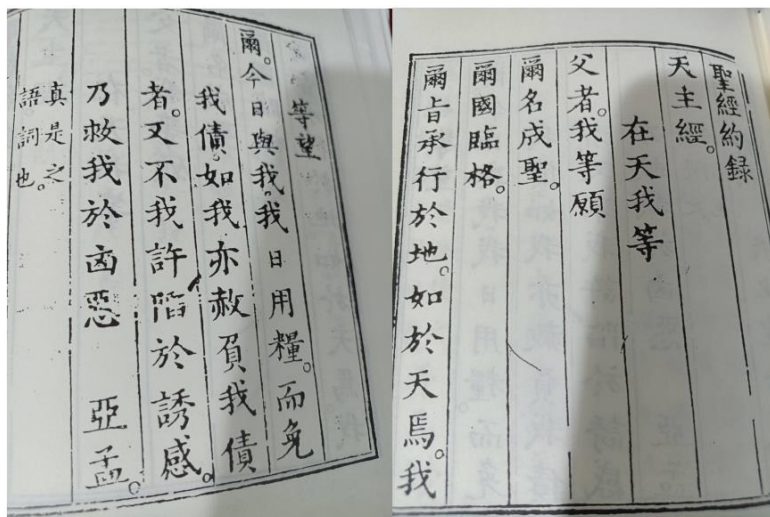 聖經約録
天主經。
在天我等
父者。我等願
爾名成聖。
爾國臨格。
爾旨承行於地。如於天焉。我
等望
爾。今日與我。我日用糧。而免
我債。如我亦赦負我債
者。又不我許陷於誘感。
乃救我於凶惡 亞孟。
真是之
語詞也。